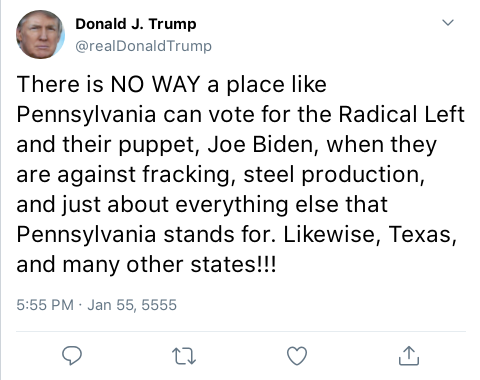 Donald J. Trump
@realDonaldTrump
There is NO WAY a place like
Pennsylvania can vote for the Radical Left
and their puppet, Joe Biden, when they
are against fracking, steel production,
and just about everything else that
Pennsylvania stands for. Likewise, Texas,
and many other states!!!
5:55 PM · Jan 55, 5555